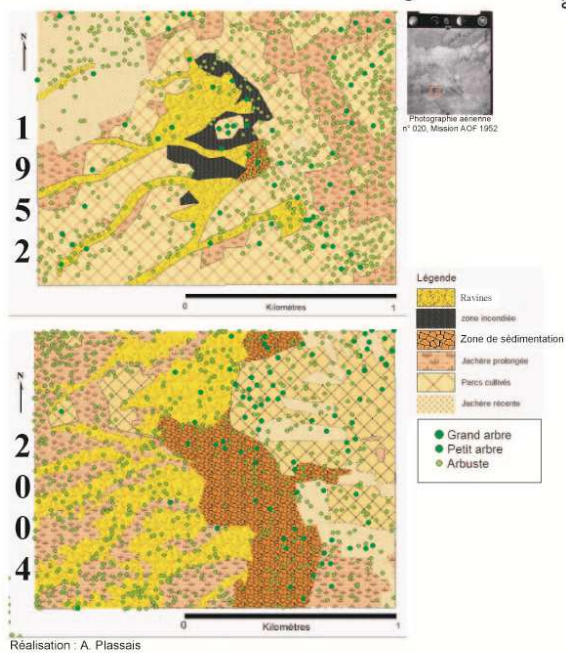 a
N
1
9
5
2
0
1
Kilomètres
Photographie aérienne
n° 020, Mission AOF 1952
Légende
Ravines
zone incendiée
Zone de sédimentation
Jachère prolongée
Parcs cultivés
Jachère récente
Grand arbre
Petit arbre
Arbuste
N
2
0
0
4
0
1
Kilomètres
Réalisation : A. Plassais